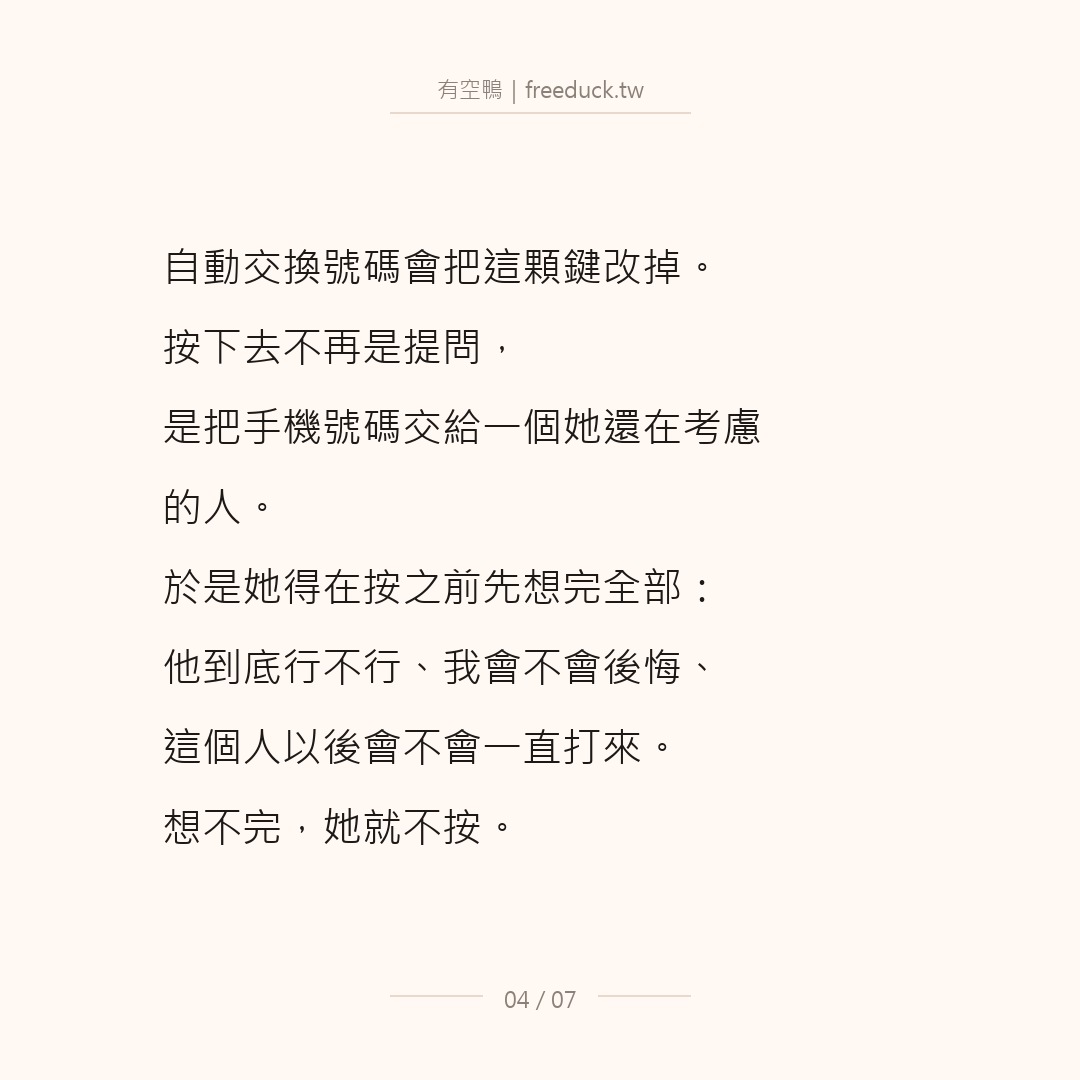 有空鴨 | freeduck.tw
自動交換號碼會把這顆鍵改掉。
按下去不再是提問，
是把手機號碼交給一個她還在考慮
的人。
於是她得在按之前先想完全部：
他到底行不行、我會不會後悔、
這個人以後會不會一直打來。
想不完，她就不按。
04 / 07